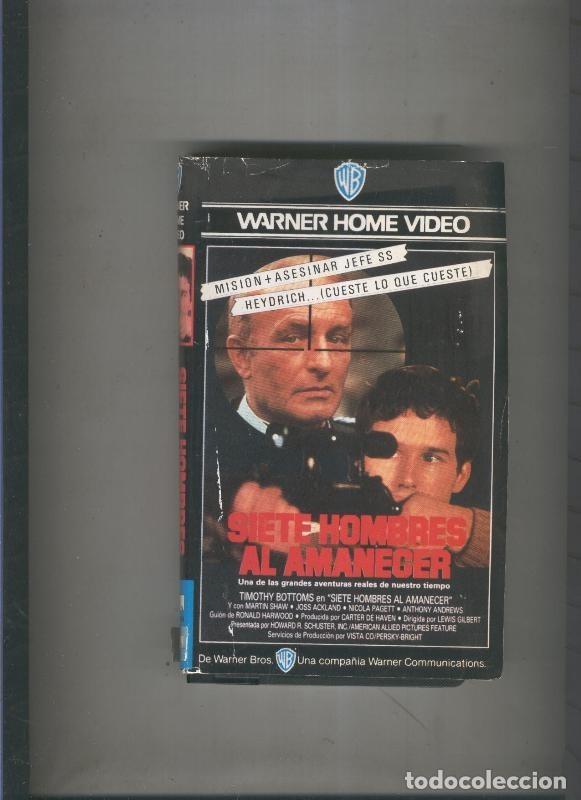 WB
WARNER HOME VIDEO
MISION+ASESINAR JEFE SS
HEYDRICH...(CUESTE LO QUE CUESTE)
SIETE HOMBRES
AL AMANECER
Una de las grandes aventuras reales de nuestro tiempo
TIMOTHY BOTTOMS en "SIETE HOMBRES AL AMANECER"
Y con MARTIN SHAW • JOSS ACKLAND • NICOLA PAGETT • ANTHONY ANDREWS
Guión de RONALD HARWOOD • Producida por CARTER DE HAVEN • Dirigida por LEWIS GILBERT
Presentada por HOWARD R. SCHUSTER, INC./AMERICAN ALLIED PICTURES FEATURE
Servicios de Producción por VISTA CO/PERSKY-BRIGHT
De Warner Bros. WB Una compañia Warner Communications.
SIETE HOMBRES
todocoleccion